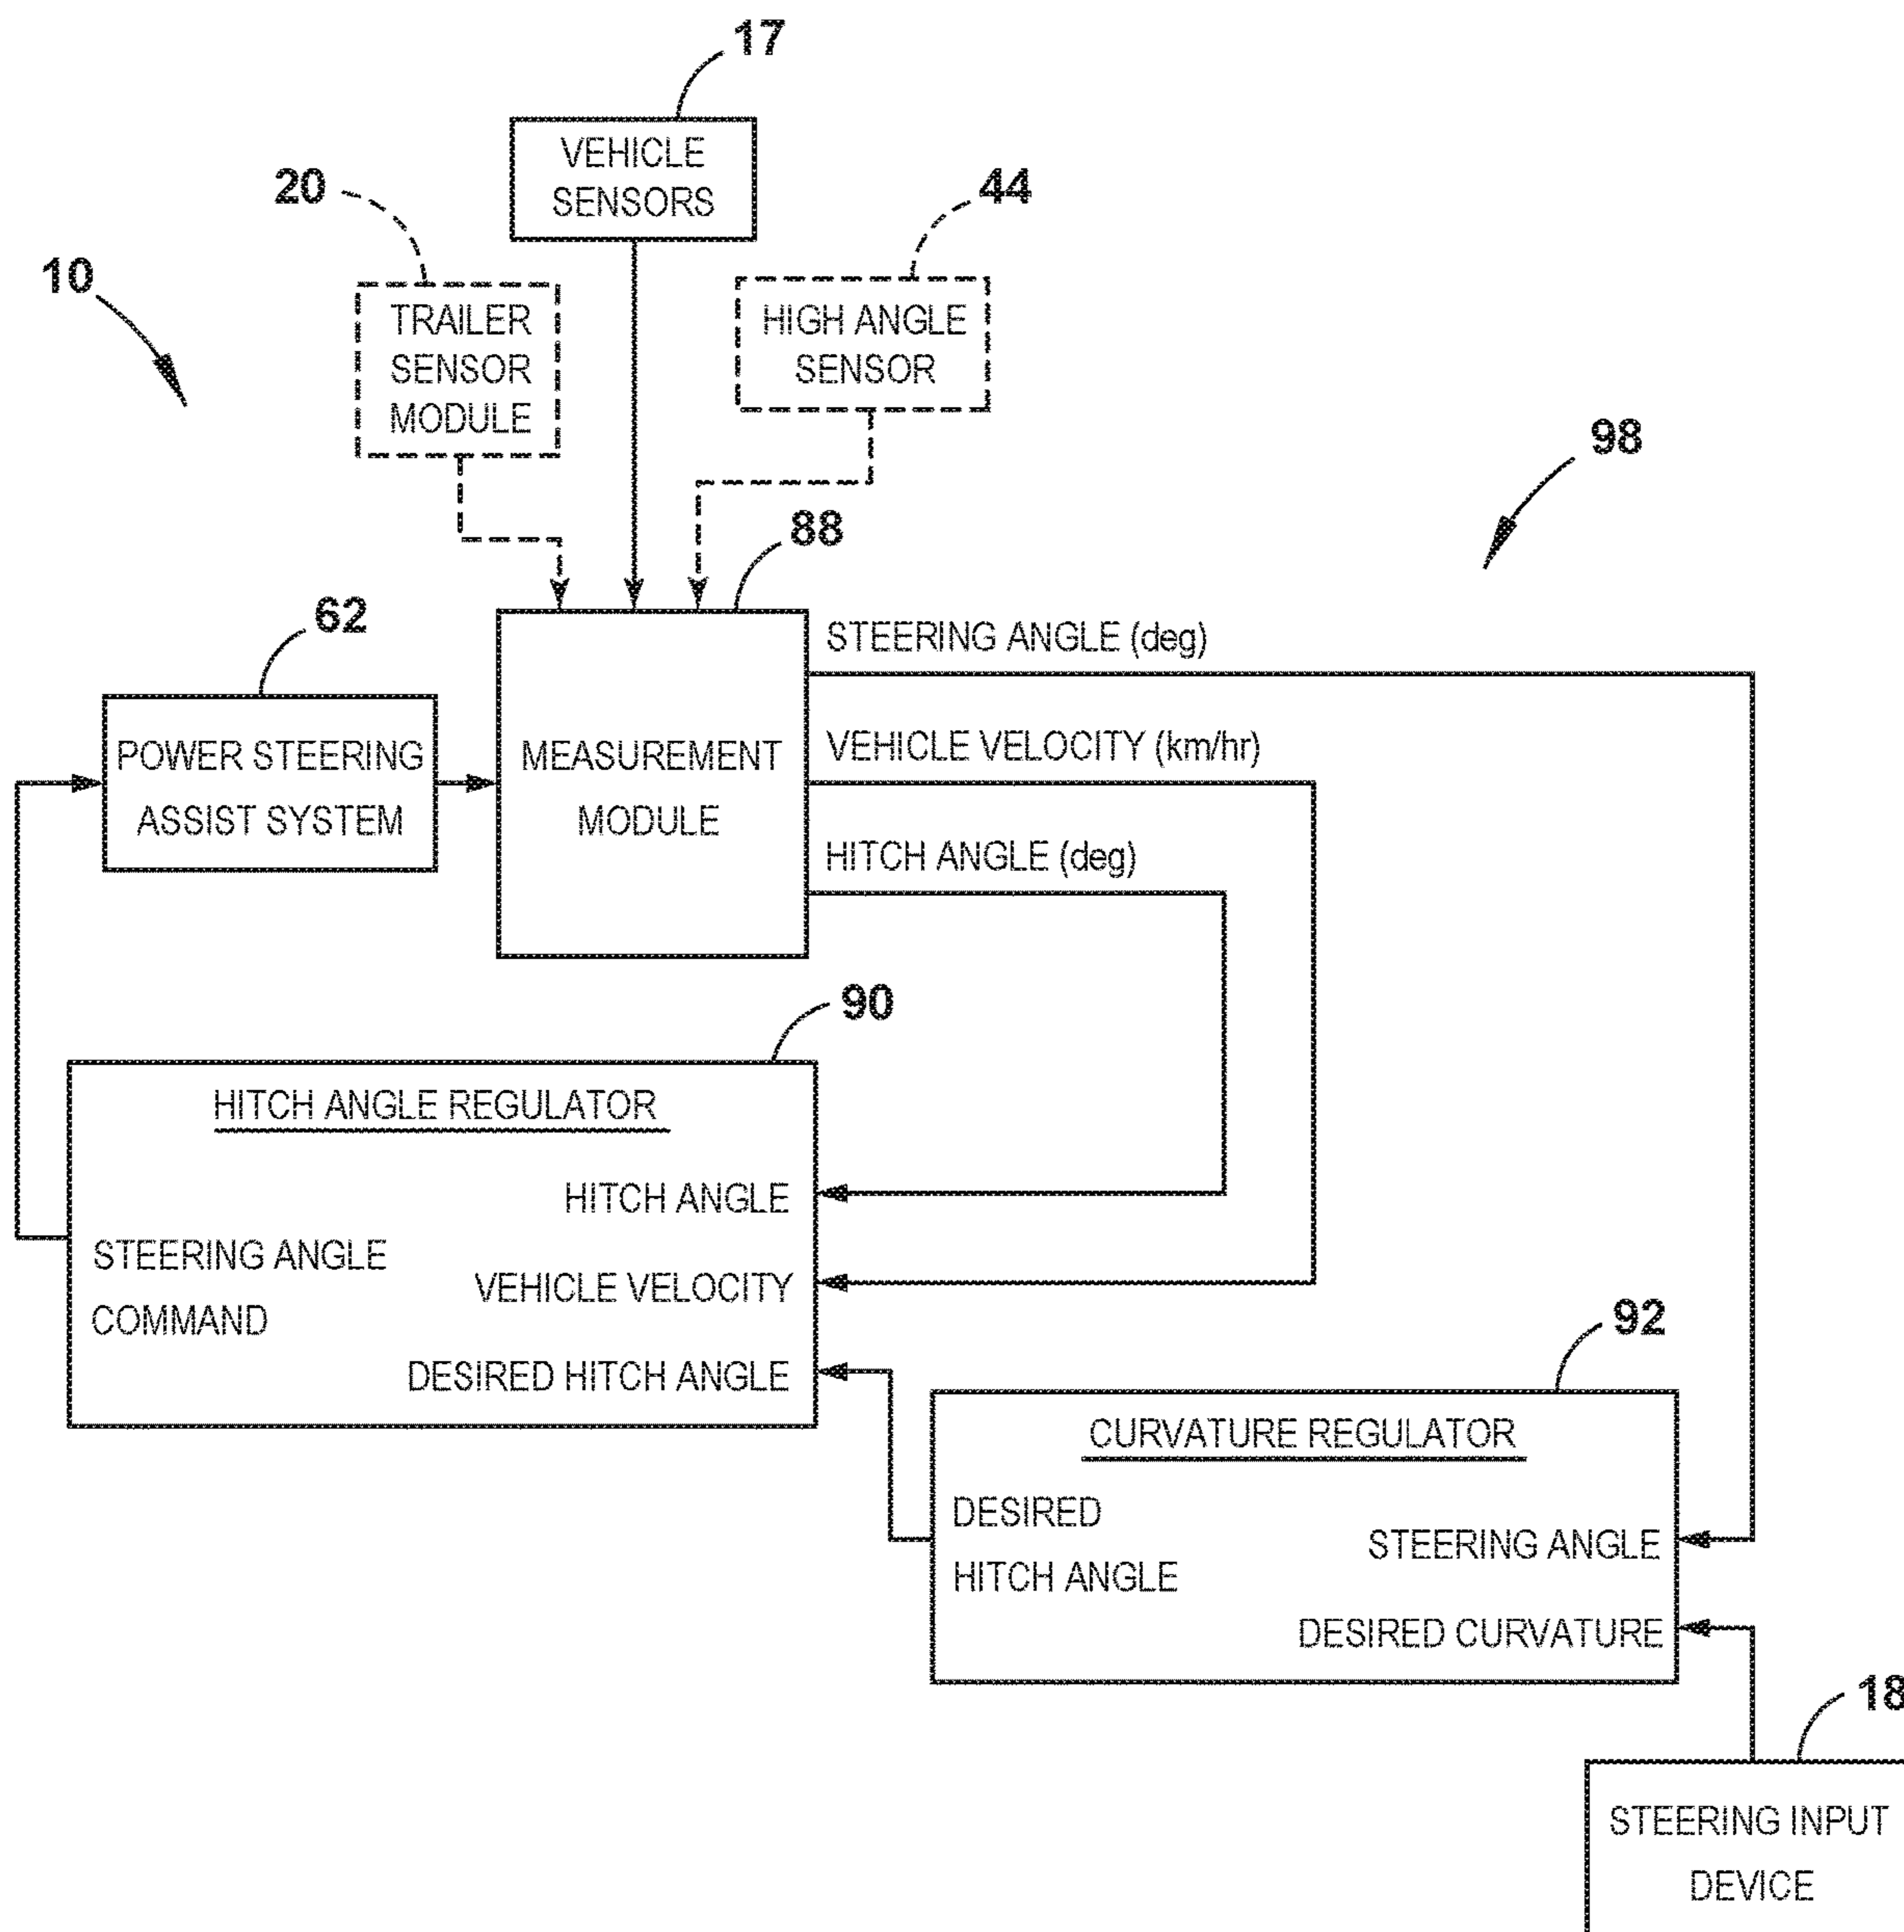 17
VEHICLE
SENSORS
20
44
10
TRAILER
SENSOR
MODULE
HIGH ANGLE
SENSOR
98
88
62
STEERING ANGLE (deg)
POWER STEERING
ASSIST SYSTEM
MEASUREMENT
MODULE
VEHICLE VELOCITY (km/hr)
HITCH ANGLE (deg)
90
HITCH ANGLE REGULATOR
HITCH ANGLE
STEERING ANGLE
COMMAND
VEHICLE VELOCITY
DESIRED HITCH ANGLE
92
CURVATURE REGULATOR
DESIRED
HITCH ANGLE
STEERING ANGLE
DESIRED CURVATURE
18
STEERING INPUT
DEVICE